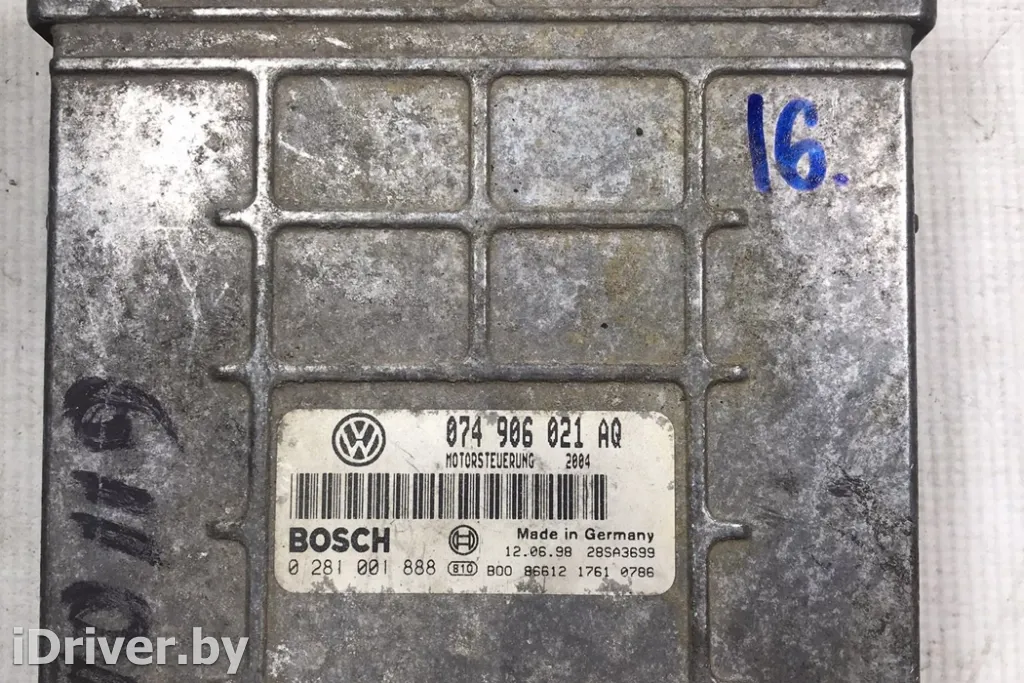 16.
074 906 021 AQ
MOTORSTEUERUNG 2004
BOSCH
Made in Germany
12.06.98 28SA3699
0 281 001 888 810 B00 86612 1761 0786
iDriver.by